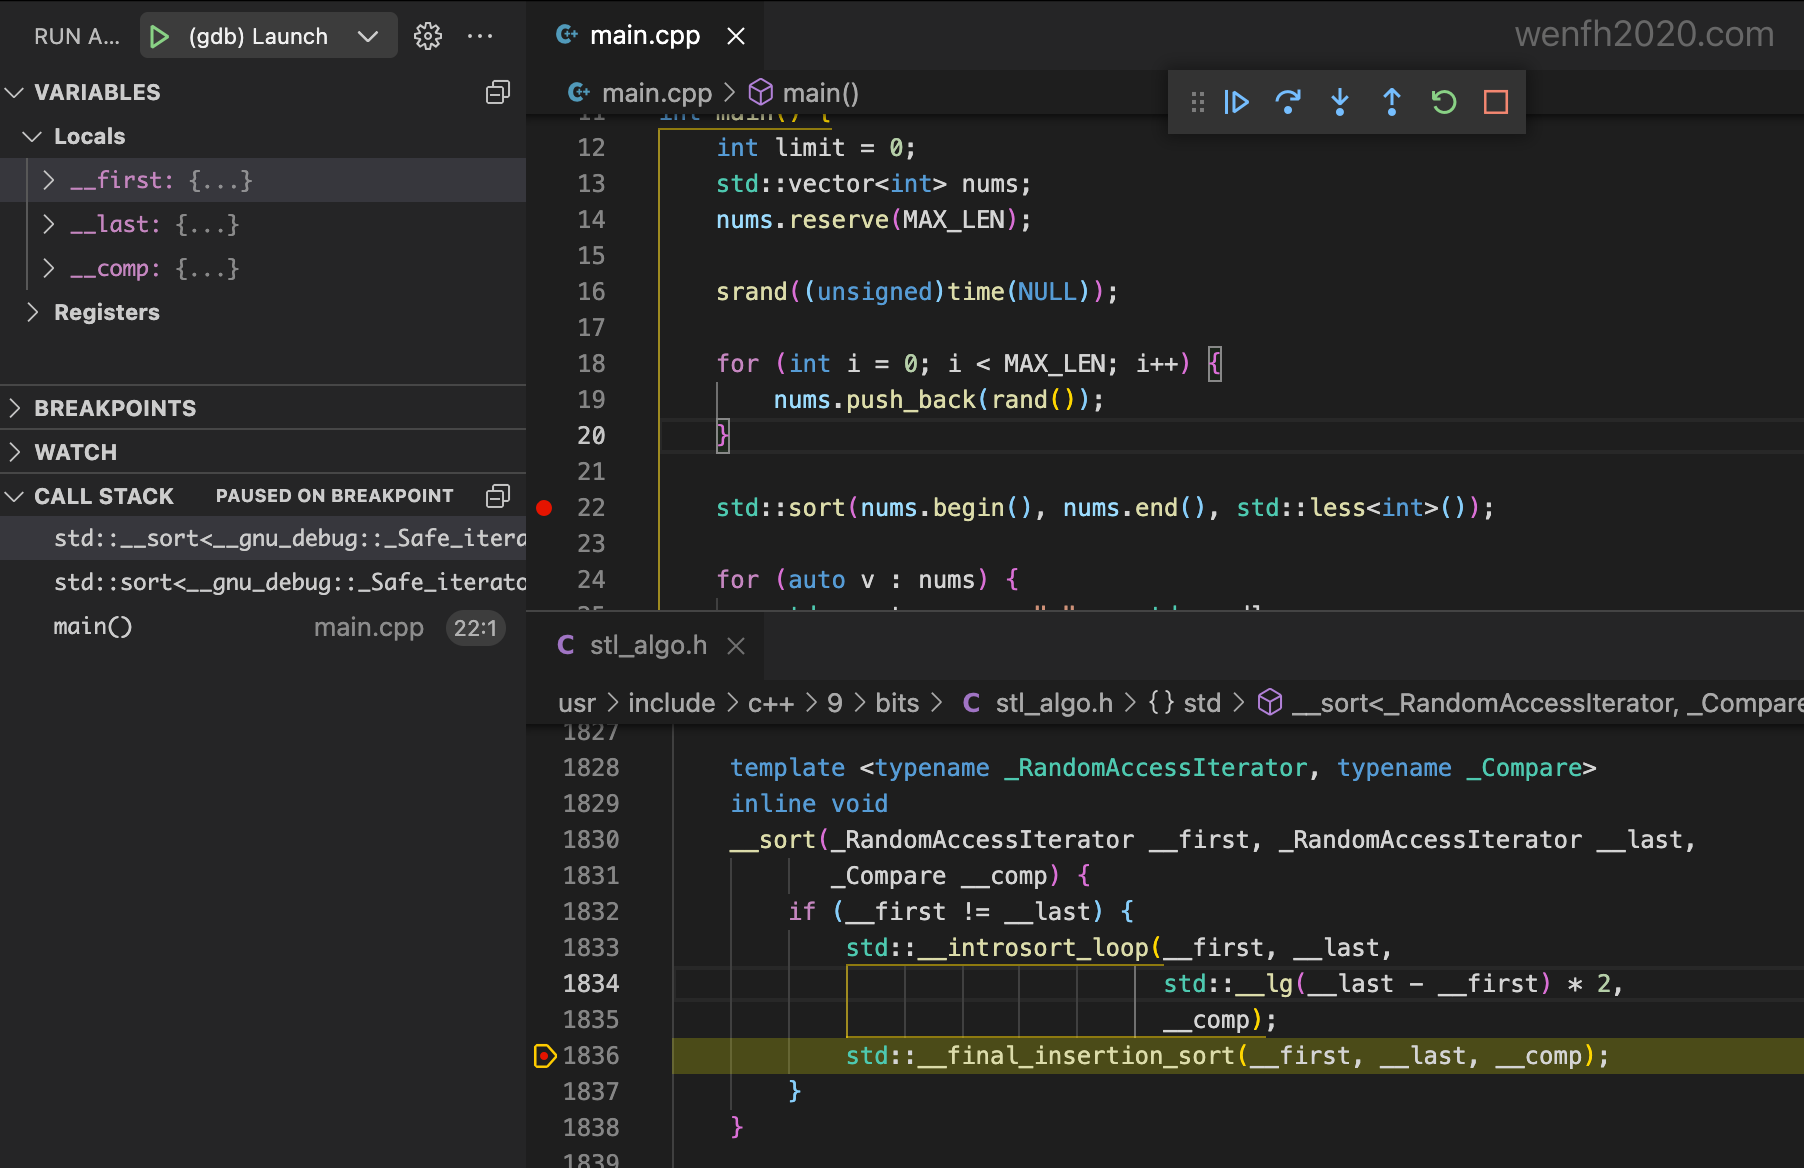 RUN A...
(gdb) Launch
VARIABLES
Locals
__first: {...}
__last: {...}
__comp: {...}
Registers
BREAKPOINTS
WATCH
CALL STACK PAUSED ON BREAKPOINT
std::__sort<__gnu_debug::_Safe_itera
std::sort<__gnu_debug::_Safe_iterato
main() main.cpp 22:1
main.cpp
wenfh2020.com
main.cpp > main()
11 int main() {
12 int limit = 0;
13 std::vector<int> nums;
14 nums.reserve(MAX_LEN);
15
16 srand((unsigned)time(NULL));
17
18 for (int i = 0; i < MAX_LEN; i++) {
19 nums.push_back(rand());
20 }
21
22 std::sort(nums.begin(), nums.end(), std::less<int>());
23
24 for (auto v : nums) {
C stl_algo.h
usr > include > c++ > 9 > bits > C stl_algo.h > {} std > __sort<_RandomAccessIterator, _Compare
1827
1828 template <typename _RandomAccessIterator, typename _Compare>
1829 inline void
1830 __sort(_RandomAccessIterator __first, _RandomAccessIterator __last,
1831 _Compare __comp) {
1832 if (__first != __last) {
1833 std::__introsort_loop(__first, __last,
1834 std::__lg(__last - __first) * 2,
1835 __comp);
1836 std::__final_insertion_sort(__first, __last, __comp);
1837 }
1838 }
1839